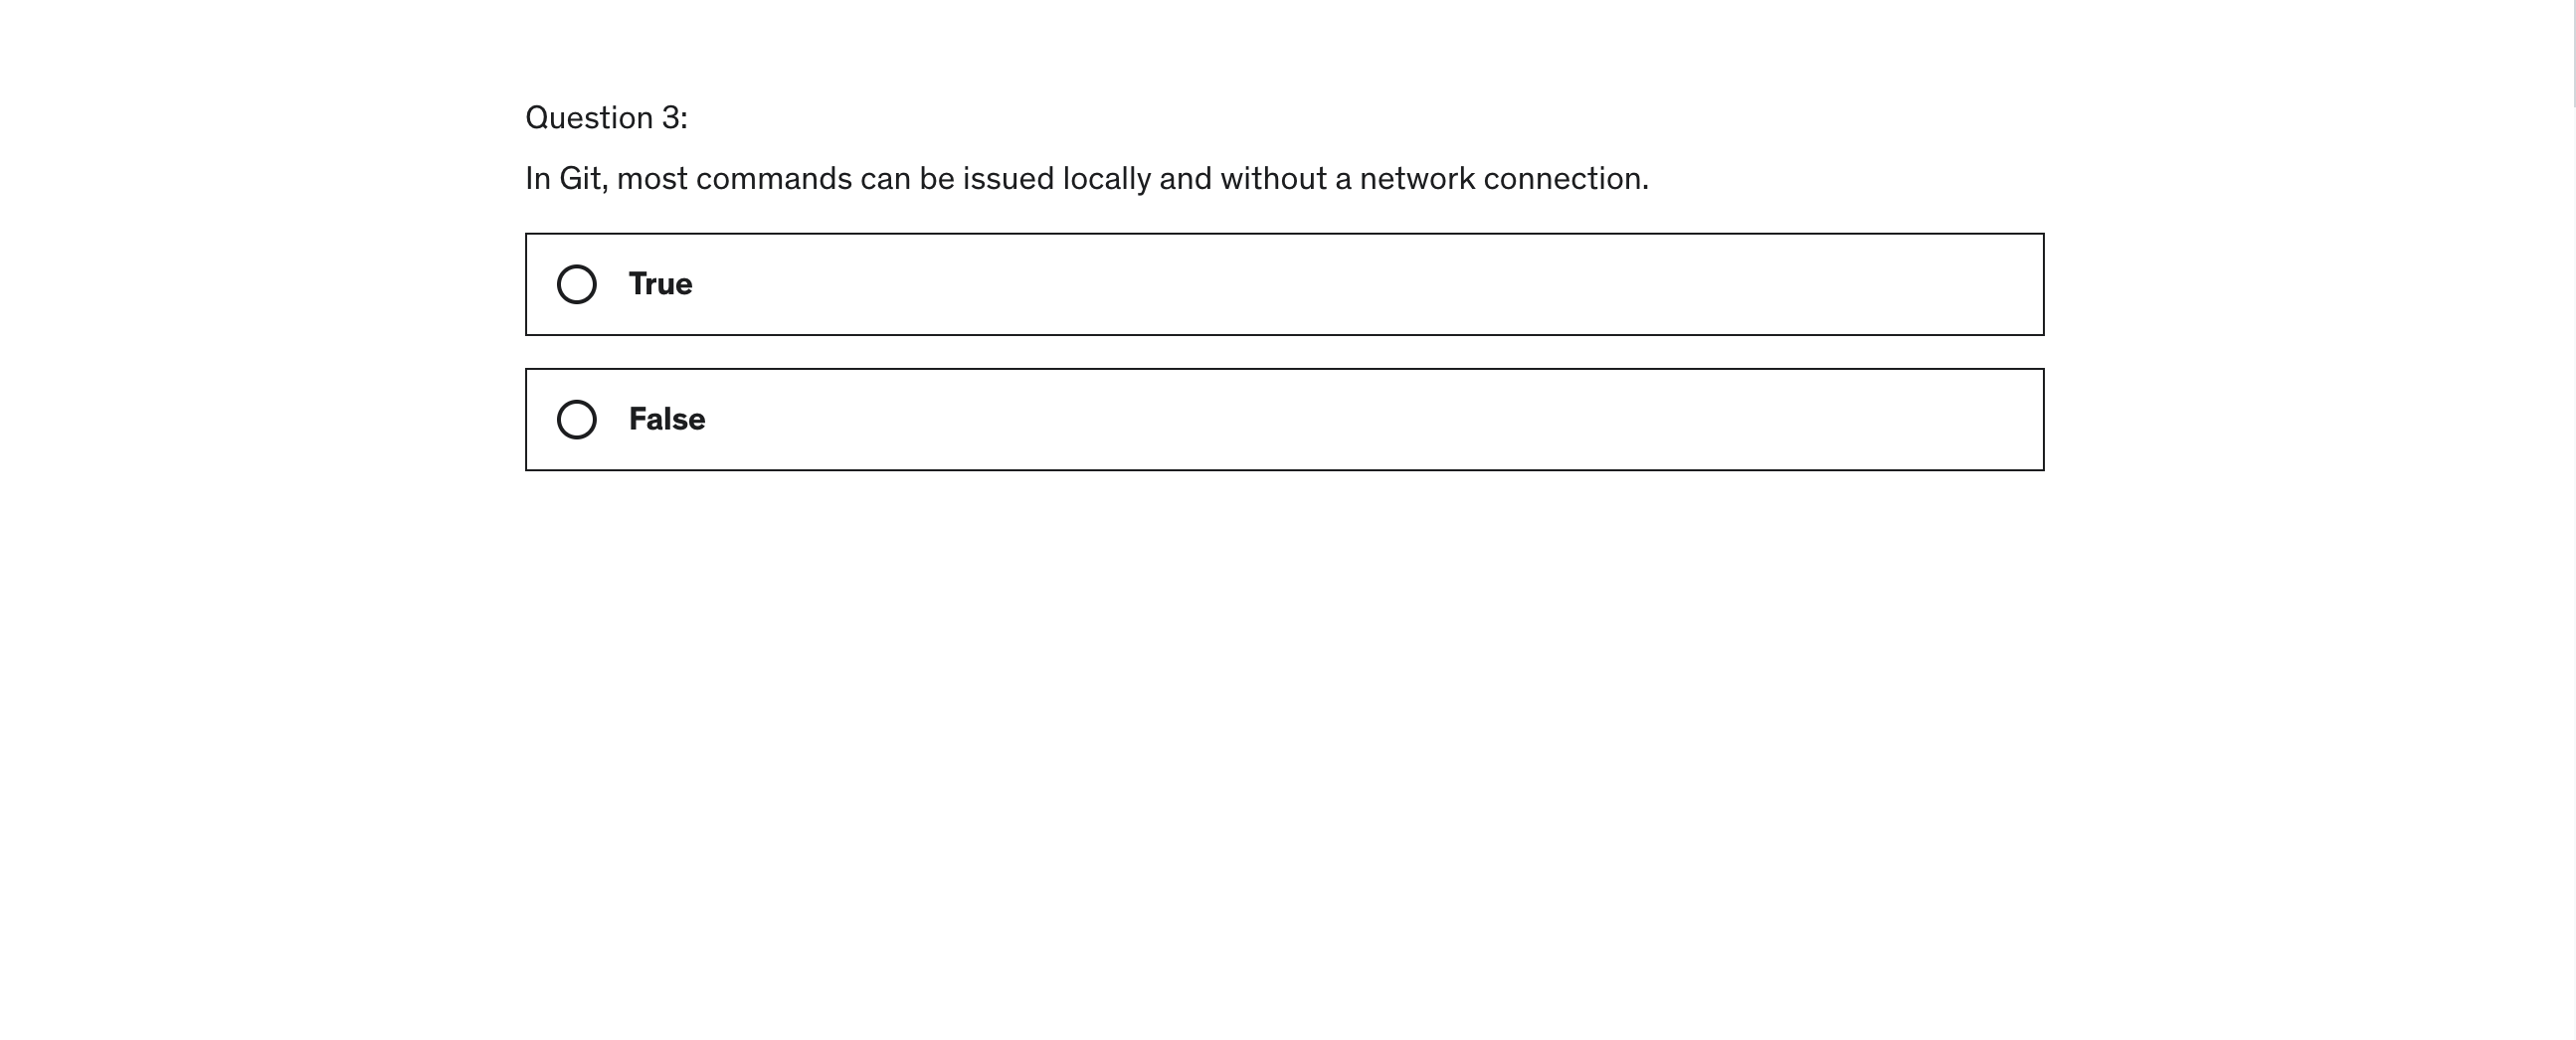 Question 3:
In Git, most commands can be issued locally and without a network connection.
True
False